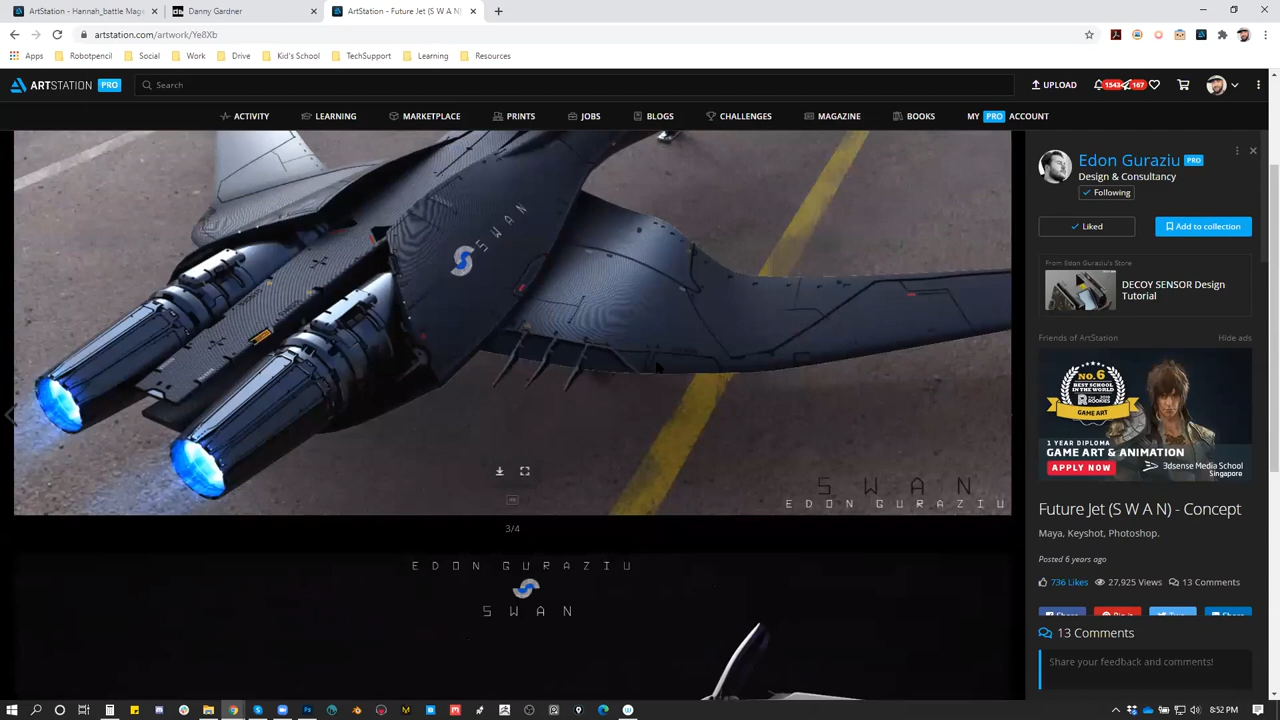 ArtStation - Hannah_battle Mag
Danny Gardner
ArtStation - Future Jet (S W A N)
artstation.com/artwork/Ye8Xb
Apps
Robotpencil
Social
Work
Drive
Kid's School
TechSupport
Learning
Resources
ARTSTATION PRO
Search
UPLOAD
1543
167
ACTIVITY
LEARNING
MARKETPLACE
PRINTS
JOBS
BLOGS
CHALLENGES
MAGAZINE
BOOKS
MY PRO ACCOUNT
SWAN
S W A N
E D O N G U R A Z I U
3/4
E D O N G U R A Z I U
S W A N
Edon Guraziu PRO
Design & Consultancy
Following
Liked
Add to collection
From Edon Guraziu's Store
DECOY SENSOR Design
Tutorial
Friends of ArtStation
Hide ads
NO.6
BEST SCHOOL
IN THE WORLD
GAME ART
1 YEAR DIPLOMA
GAME ART & ANIMATION
APPLY NOW
3dsense Media School
Singapore
Future Jet (S W A N) - Concept
Maya, Keyshot, Photoshop.
Posted 6 years ago
736 Likes
27,925 Views
13 Comments
13 Comments
Share your feedback and comments!
8:52 PM